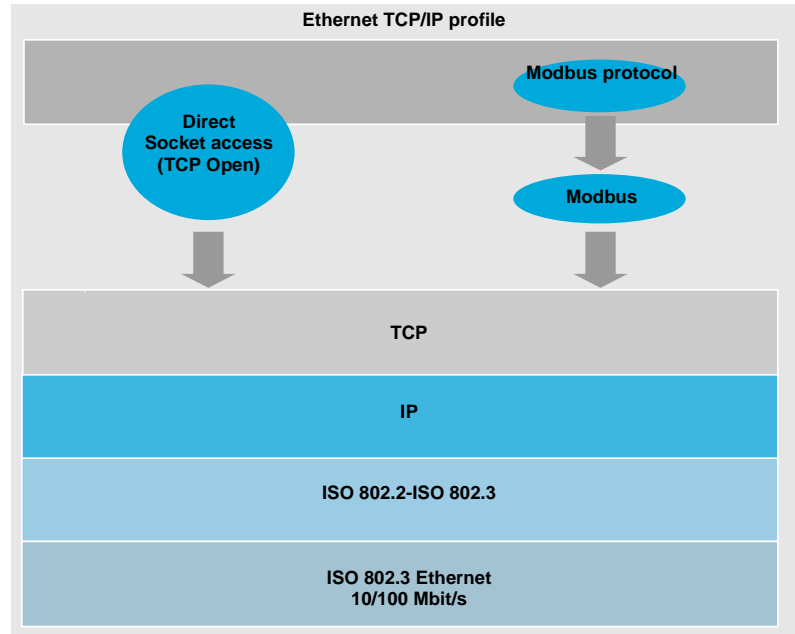 Ethernet TCP/IP profile
Modbus protocol
Direct
Socket access
(TCP Open)
Modbus
TCP
IP
ISO 802.2-ISO 802.3
ISO 802.3 Ethernet
10/100 Mbit/s